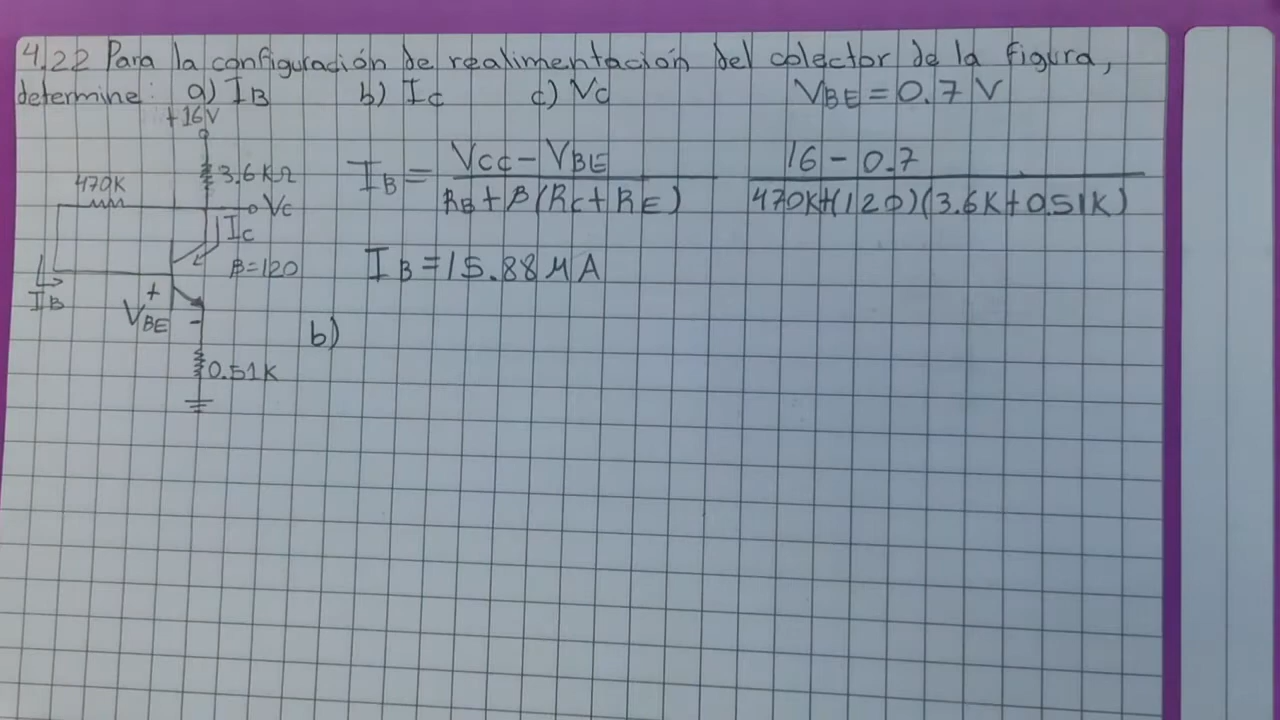 4.22 Para la configuración de realimentación del colector de la figura,
determine: a) IB b) Ic c) Vc VBE = 0.7 V
+16V
3.6KΩ
470K
Vc
Ic
β=120
IB
+
VBE
-
0.51K
IB = VCC - VBE / RB + β(RC + RE)
16 - 0.7 / 470K+(120)(3.6K+0.51K)
IB = 15.88 μA
b)